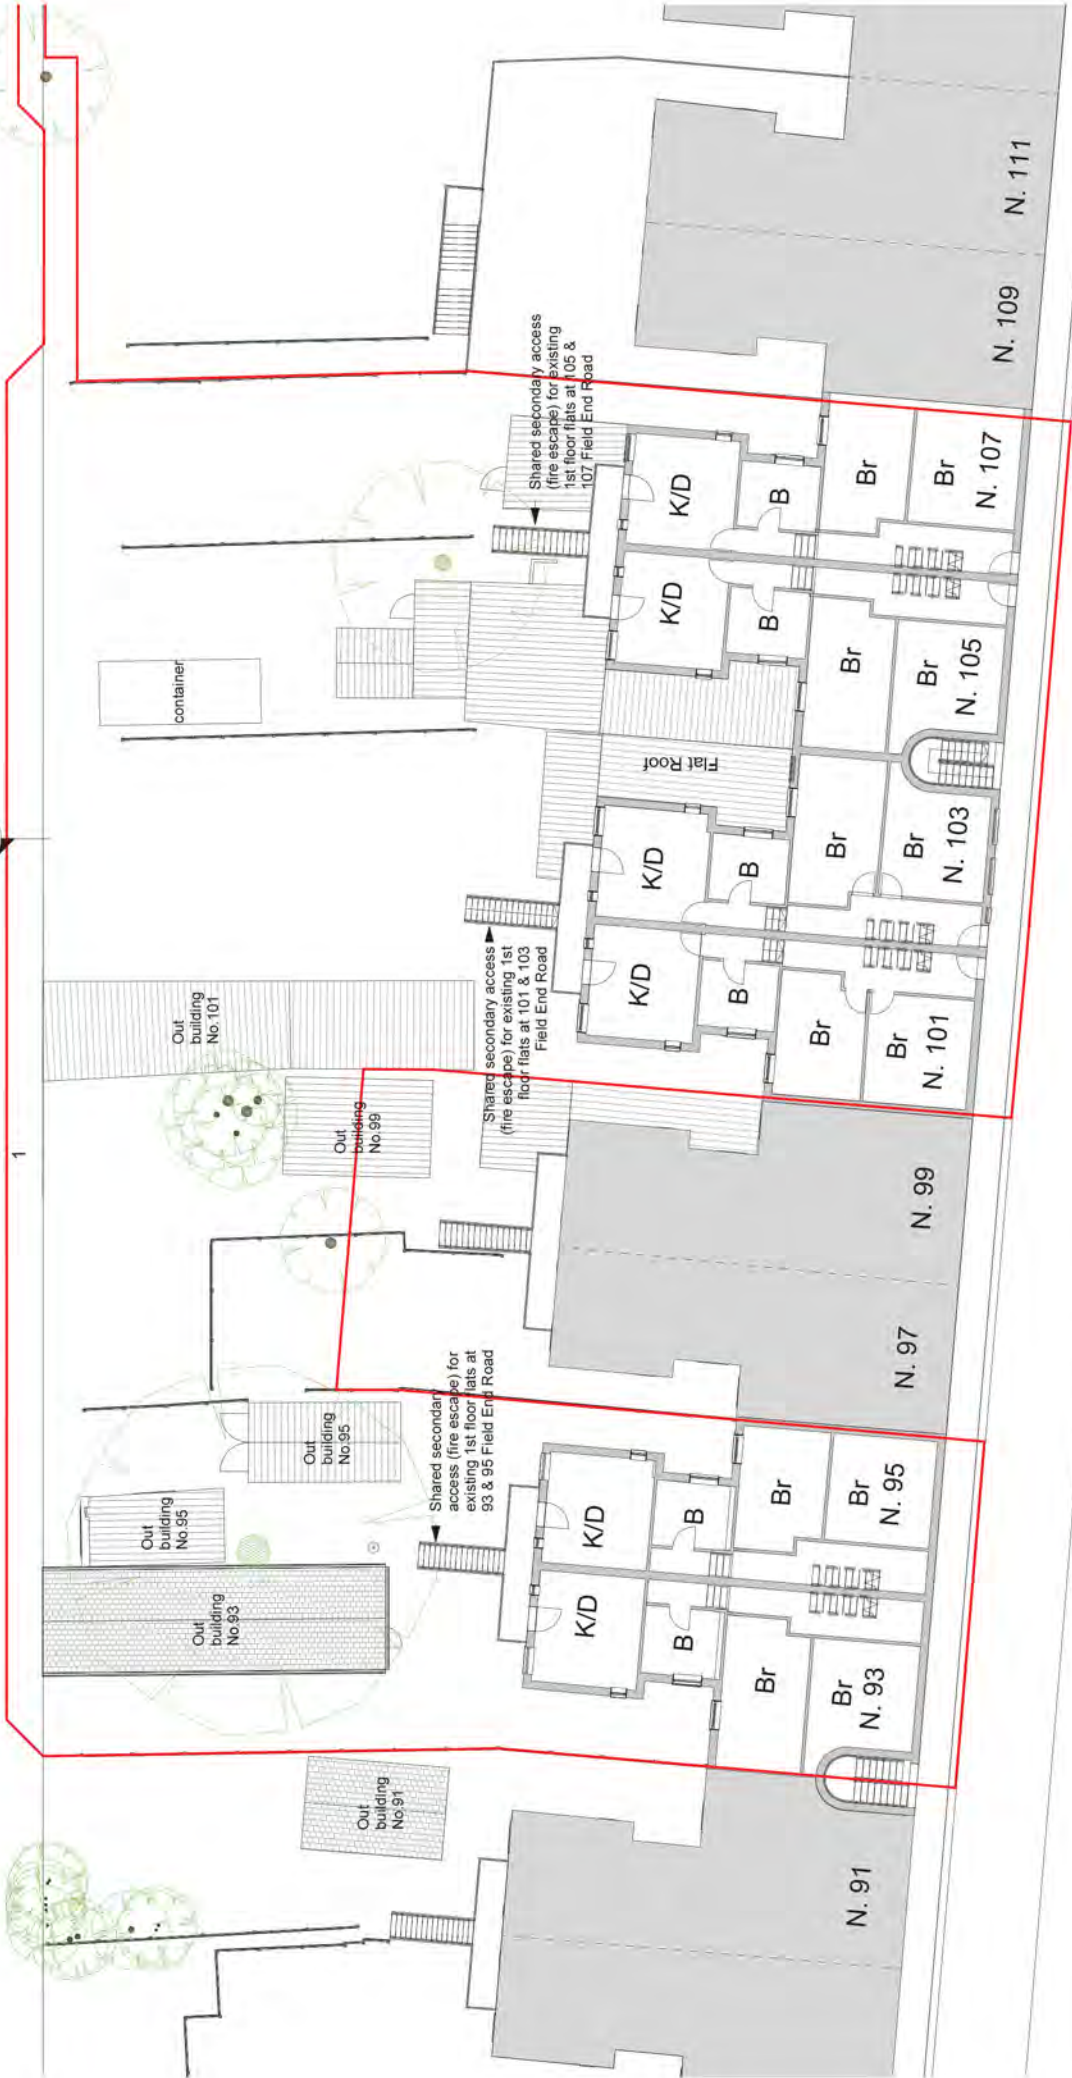 1
Out
building
No.101
Out
building
No.99
Out
building
No.95
Out
building
No.95
Out
building
No.93
Out
building
No.91
container
Flat Roof
Shared secondary access
(fire escape) for existing
1st floor flats at 105 &
107 Field End Road
Shared secondary access
(fire escape) for existing 1st
floor flats at 101 & 103
Field End Road
Shared secondary
access (fire escape) for
existing 1st floor flats at
93 & 95 Field End Road
K/D
K/D
K/D
K/D
K/D
K/D
B
B
B
B
B
B
Br
Br
Br
Br
Br
Br
Br
Br
Br
Br
Br
Br
N. 91
N. 93
N. 95
N. 97
N. 99
N. 101
N. 103
N. 105
N. 107
N. 109
N. 111